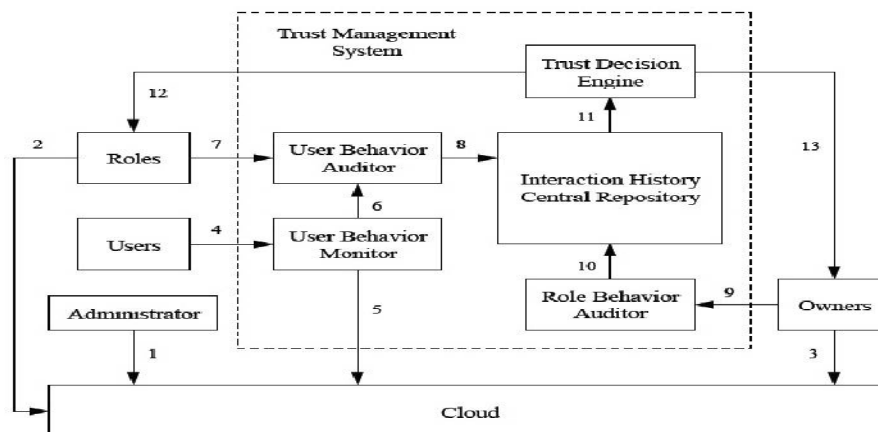 Trust Management
System
Trust Decision
Engine
12
2
Roles
7
User Behavior
Auditor
8
11
13
Interaction History
Central Repository
6
Users
4
User Behavior
Monitor
10
Administrator
5
Role Behavior
Auditor
9
Owners
1
3
Cloud